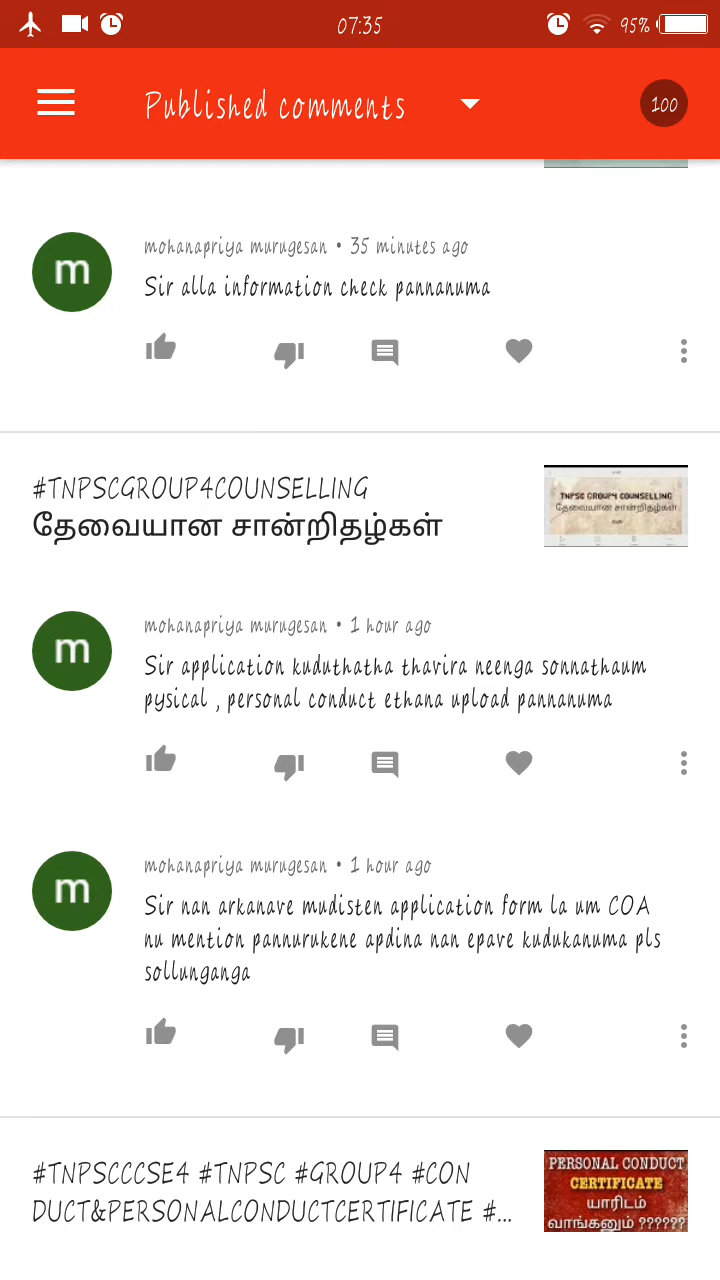 07:35
95%
Published comments
100
m
mohanapriya murugesan • 35 minutes ago
Sir alla information check pannanuma
#TNPSCGROUP4COUNSELLING
தேவையான சான்றிதழ்கள்
TNPSC GROUP4 COUNSELLING
தேவையான சான்றிதழ்கள்
m
mohanapriya murugesan • 1 hour ago
Sir application kuduthatha thavira neenga sonnathaum
pysical , personal conduct ethana upload pannanuma
m
mohanapriya murugesan • 1 hour ago
Sir nan arkanave mudisten application form la um COA
nu mention pannurukene apdina nan epave kudukanuma pls
sollunganga
#TNPSCCCSE4 #TNPSC #GROUP4 #CON
DUCT&PERSONALCONDUCTCERTIFICATE #...
PERSONAL CONDUCT
CERTIFICATE
யாரிடம்
வாங்கனும் ??????